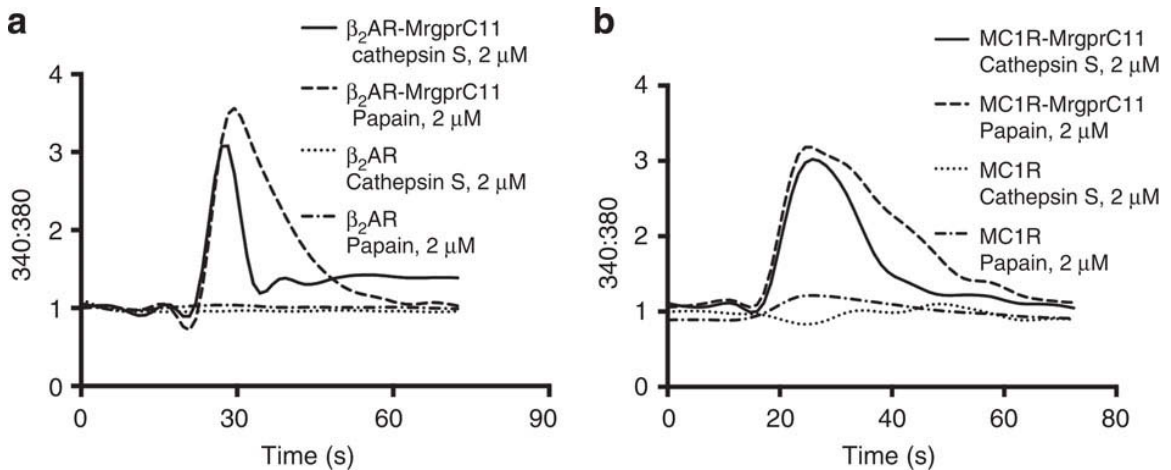 a
β₂AR-MrgprC11
cathepsin S, 2 μM
β₂AR-MrgprC11
Papain, 2 μM
β₂AR
Cathepsin S, 2 μM
β₂AR
Papain, 2 μM
340:380
4
3
2
1
0
0 30 60 90
Time (s)
b
MC1R-MrgprC11
Cathepsin S, 2 μM
MC1R-MrgprC11
Papain, 2 μM
MC1R
Cathepsin S, 2 μM
MC1R
Papain, 2 μM
340:380
4
3
2
1
0
0 20 40 60 80
Time (s)